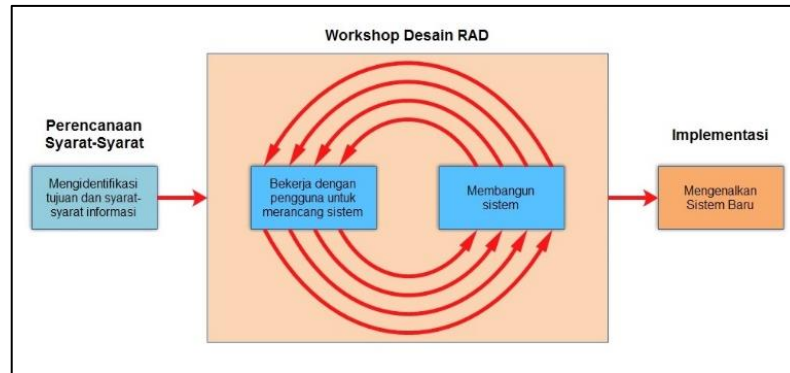 Workshop Desain RAD
Perencanaan
Syarat-Syarat
Mengidentifikasi
tujuan dan syarat-
syarat informasi
Bekerja dengan
pengguna untuk
merancang sistem
Membangun
sistem
Implementasi
Mengenalkan
Sistem Baru